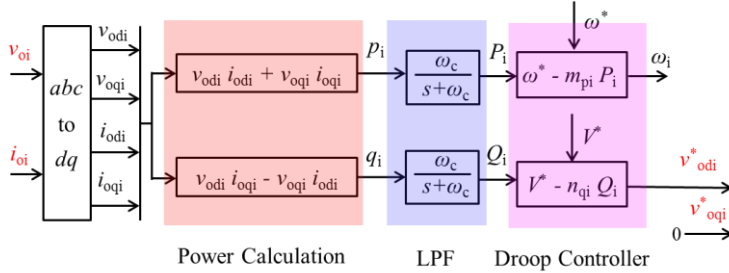 ω*
v_odi
v_oi
v_oqi
abc
to
dq
i_odi
i_oi
i_oqi
v_odi i_odi + v_oqi i_oqi
p_i
ω_c
s+ω_c
P_i
ω* - m_pi P_i
ω_i
V*
v_odi i_oqi - v_oqi i_odi
q_i
ω_c
s+ω_c
Q_i
V* - n_qi Q_i
v*_odi
v*_oqi
0
Power Calculation
LPF
Droop Controller